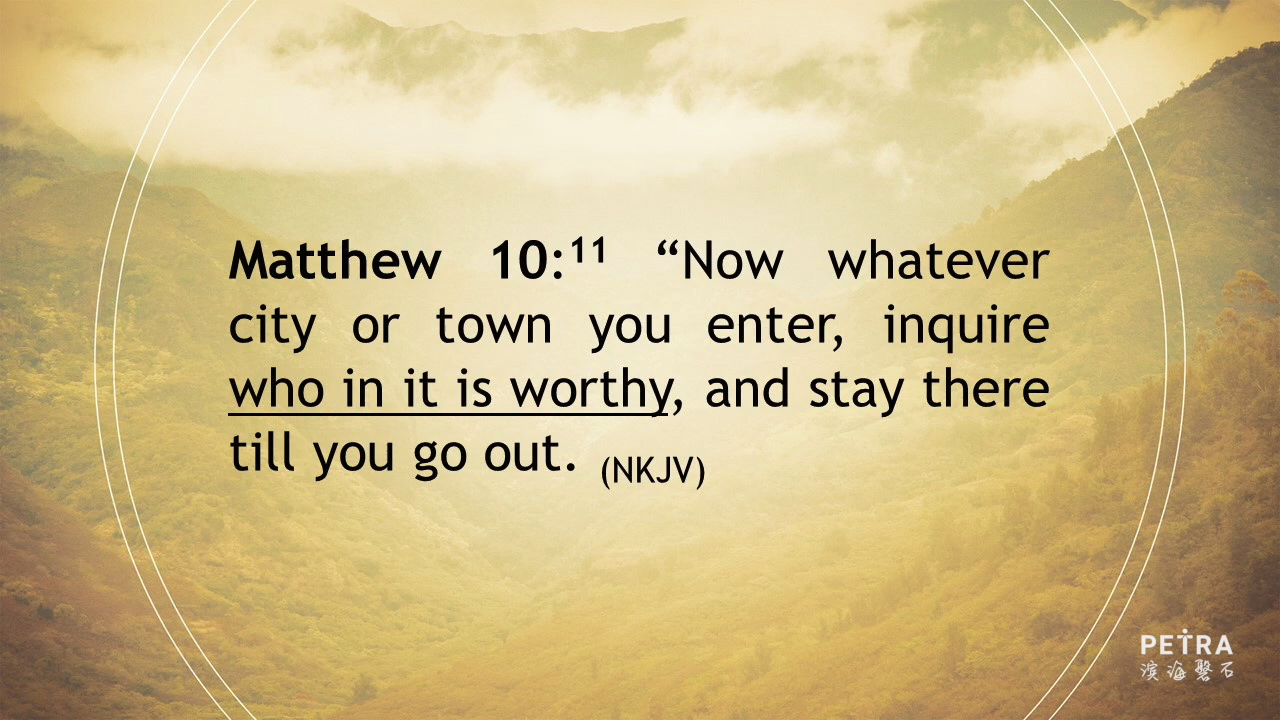 Matthew 10:11 “Now whatever
city or town you enter, inquire
who in it is worthy, and stay there
till you go out. (NKJV)
PETRA
滨海磐石